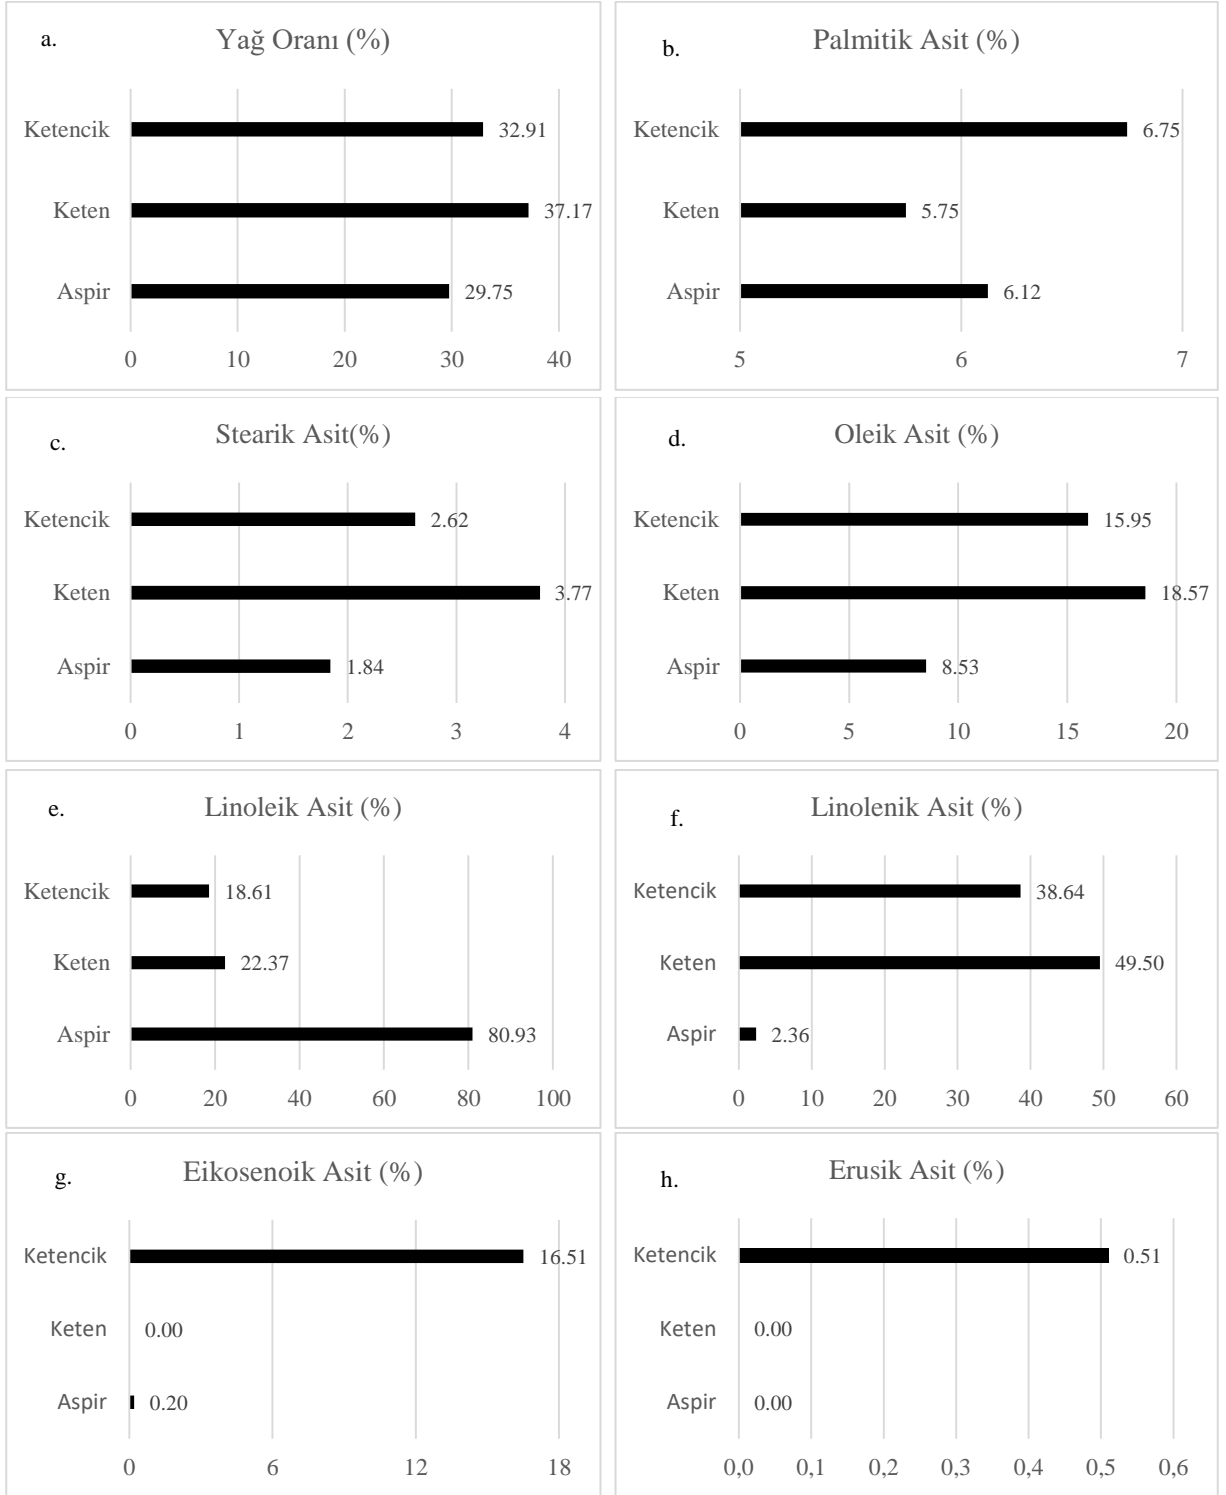 a.
Yağ Oranı (%)
Ketencik 32.91
Keten 37.17
Aspir 29.75
0 10 20 30 40
b.
Palmitik Asit (%)
Ketencik 6.75
Keten 5.75
Aspir 6.12
5 6 7
c.
Stearik Asit(%)
Ketencik 2.62
Keten 3.77
Aspir 1.84
0 1 2 3 4
d.
Oleik Asit (%)
Ketencik 15.95
Keten 18.57
Aspir 8.53
0 5 10 15 20
e.
Linoleik Asit (%)
Ketencik 18.61
Keten 22.37
Aspir 80.93
0 20 40 60 80 100
f.
Linolenik Asit (%)
Ketencik 38.64
Keten 49.50
Aspir 2.36
0 10 20 30 40 50 60
g.
Eikosenoik Asit (%)
Ketencik 16.51
Keten 0.00
Aspir 0.20
0 6 12 18
h.
Erusik Asit (%)
Ketencik 0.51
Keten 0.00
Aspir 0.00
0,0 0,1 0,2 0,3 0,4 0,5 0,6